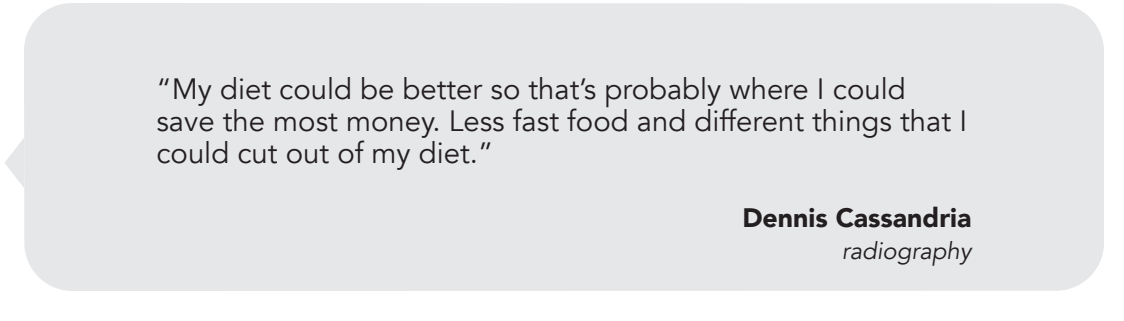 “My diet could be better so that’s probably where I could
save the most money. Less fast food and different things that I
could cut out of my diet.”
Dennis Cassandria
radiography